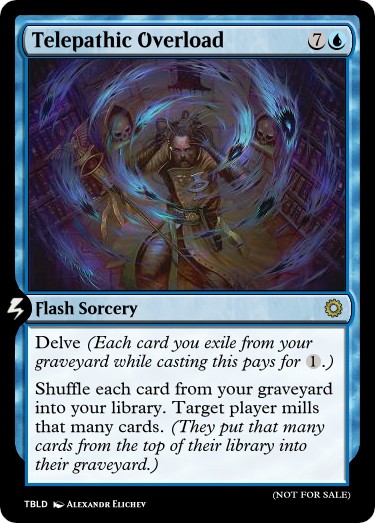 Telepathic Overload 7
Flash Sorcery
Delve (Each card you exile from your
graveyard while casting this pays for 1.)
Shuffle each card from your graveyard
into your library. Target player mills
that many cards. (They put that many
cards from the top of their library into
their graveyard.)
(NOT FOR SALE)
TBLD Alexandr Elichev